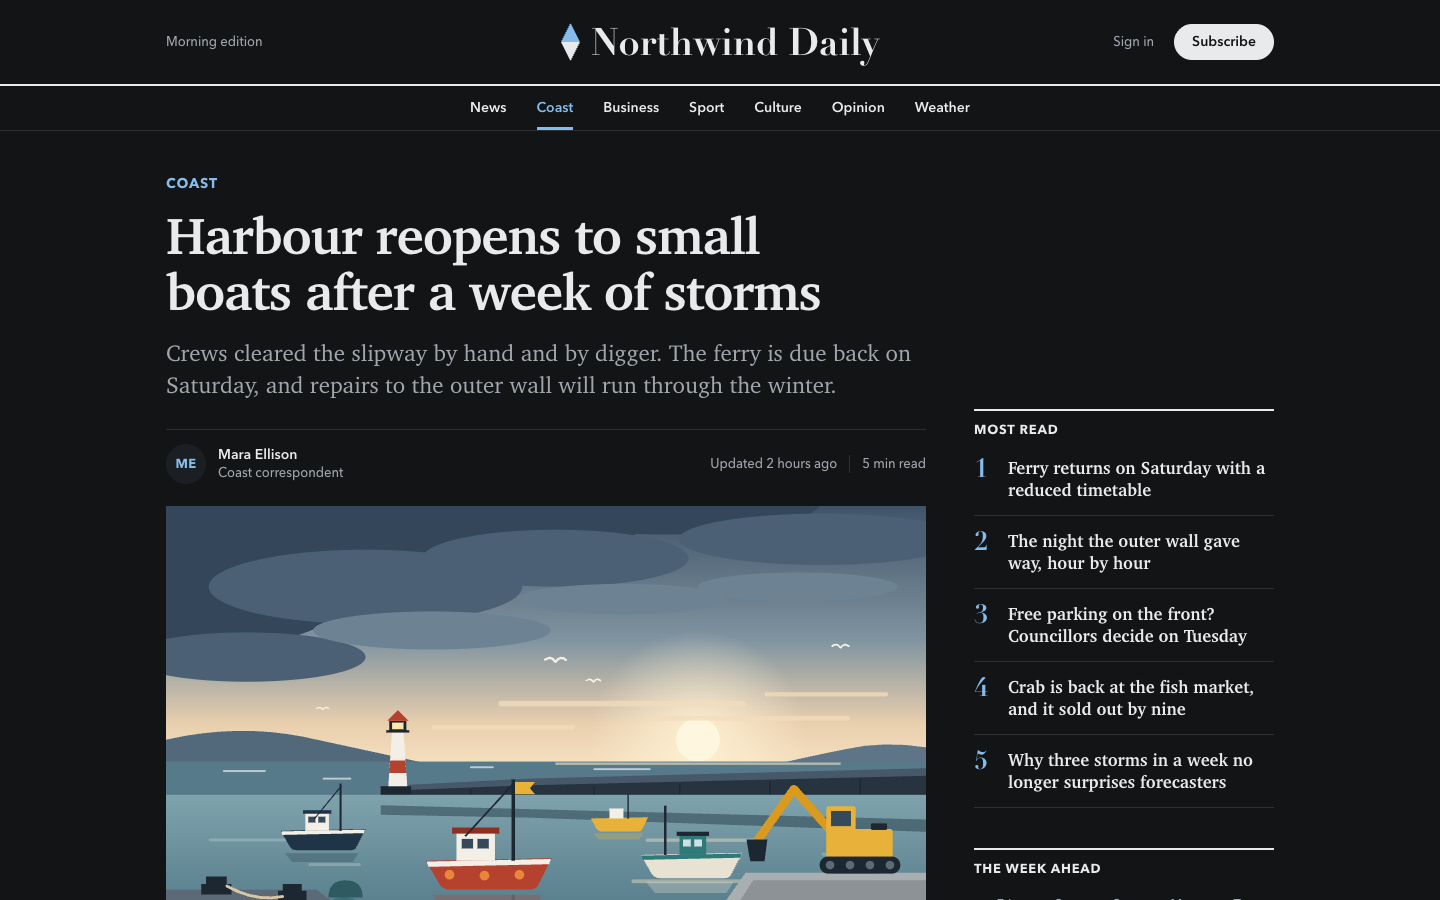 Morning edition
Northwind Daily
Sign in
Subscribe
News
Coast
Business
Sport
Culture
Opinion
Weather
COAST
Harbour reopens to small
boats after a week of storms
Crews cleared the slipway by hand and by digger. The ferry is due back on
Saturday, and repairs to the outer wall will run through the winter.
ME
Mara Ellison
Coast correspondent
Updated 2 hours ago
5 min read
MOST READ
1
Ferry returns on Saturday with a
reduced timetable
2
The night the outer wall gave
way, hour by hour
3
Free parking on the front?
Councillors decide on Tuesday
4
Crab is back at the fish market,
and it sold out by nine
5
Why three storms in a week no
longer surprises forecasters
THE WEEK AHEAD